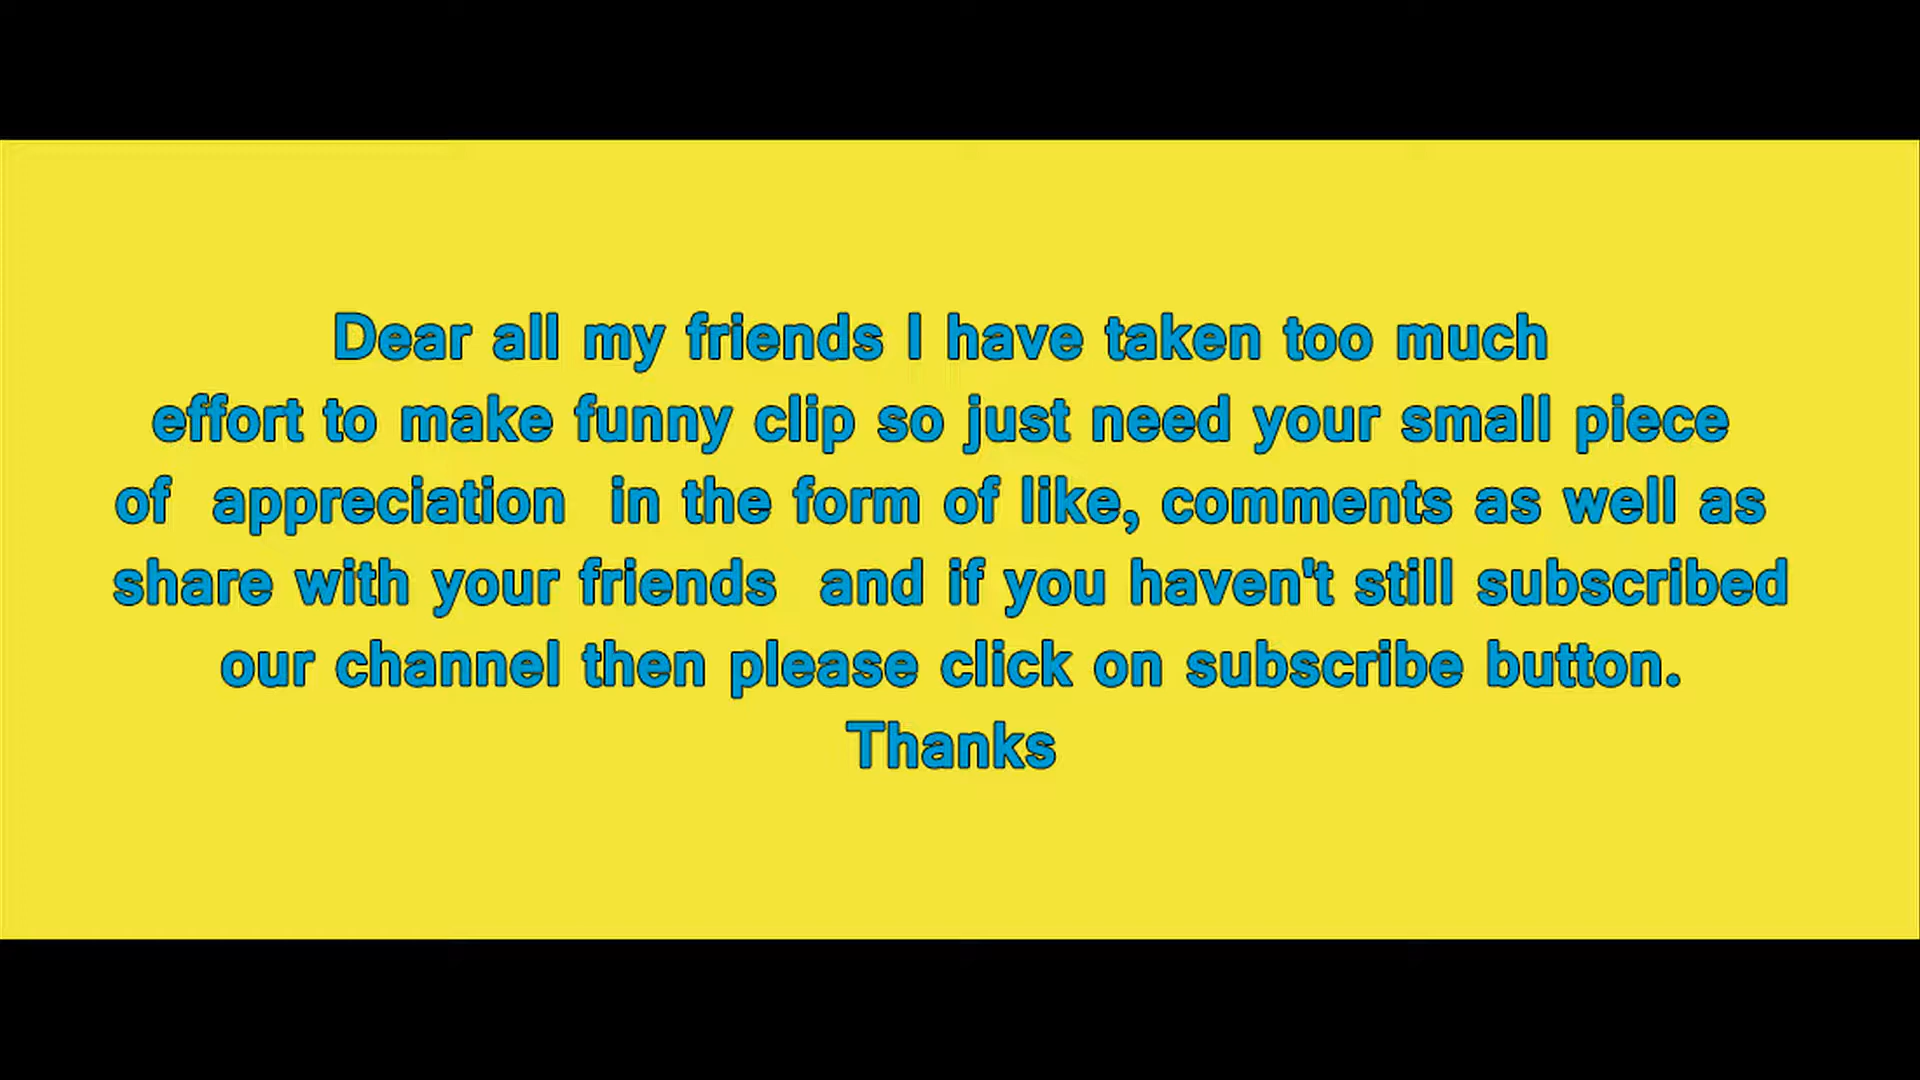 Dear all my friends I have taken too much
effort to make funny clip so just need your small piece
of appreciation in the form of like, comments as well as
share with your friends and if you haven't still subscribed
our channel then please click on subscribe button.
Thanks